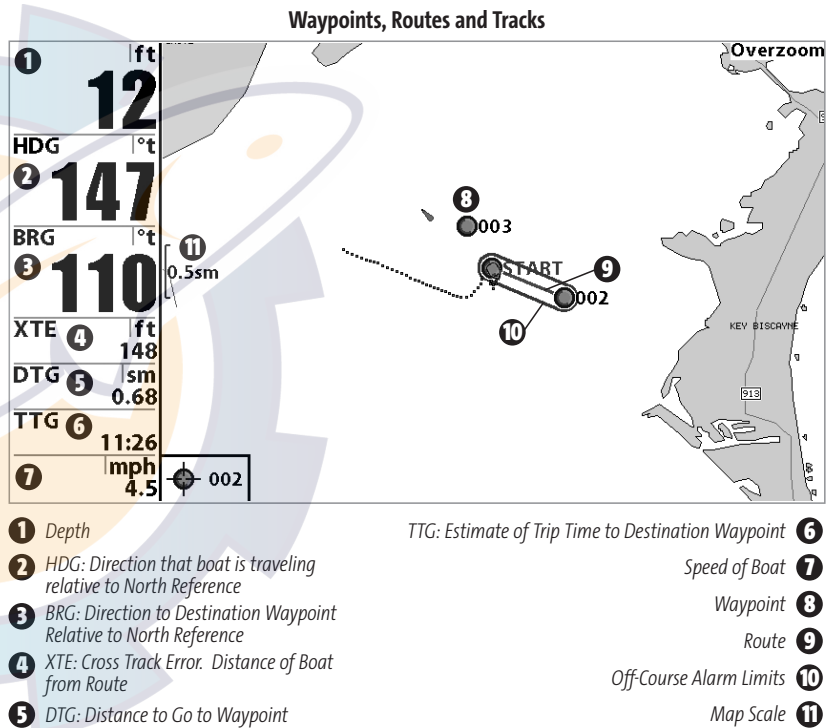 Waypoints, Routes and Tracks
1 ft
12
HDG °t
2 147
BRG °t
3 110
XTE 4 ft
148
DTG 5 sm
0.68
TTG 6
11:26
7 mph
4.5
002
Overzoom
11
0.5sm
8
003
START
9
002
10
KEY BISCAYNE
913
1 Depth
2 HDG: Direction that boat is traveling
relative to North Reference
3 BRG: Direction to Destination Waypoint
Relative to North Reference
4 XTE: Cross Track Error. Distance of Boat
from Route
5 DTG: Distance to Go to Waypoint
TTG: Estimate of Trip Time to Destination Waypoint 6
Speed of Boat 7
Waypoint 8
Route 9
Off-Course Alarm Limits 10
Map Scale 11